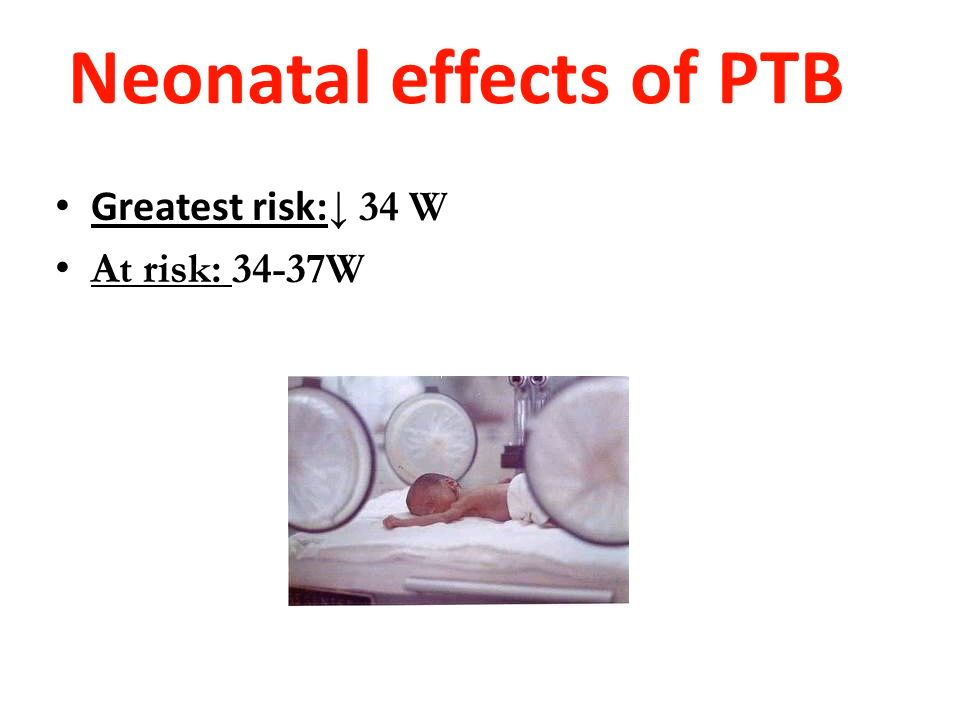 Neonatal effects of PTB
• Greatest risk:↓ 34 W
• At risk: 34-37W